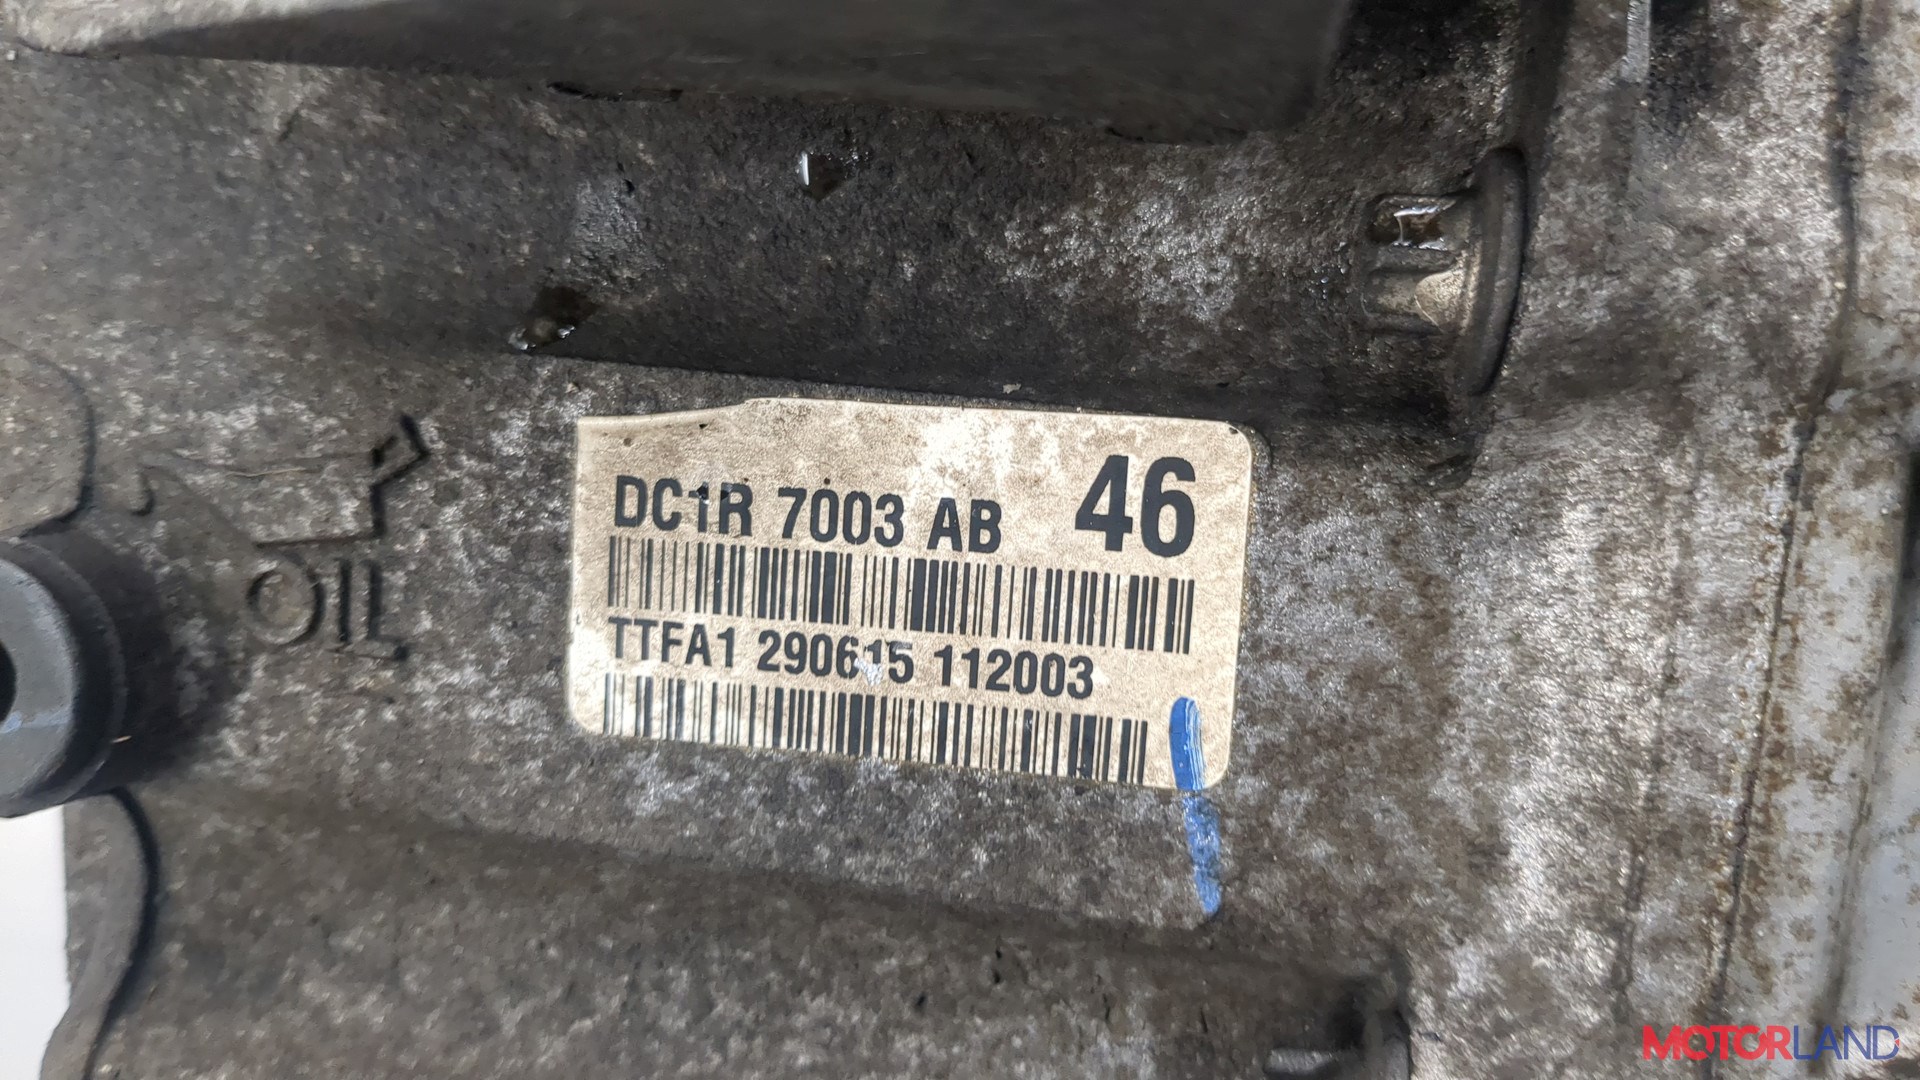 DC1R 7003 AB 46
TTFA1 290615 112003
OIL
MOTORLAND